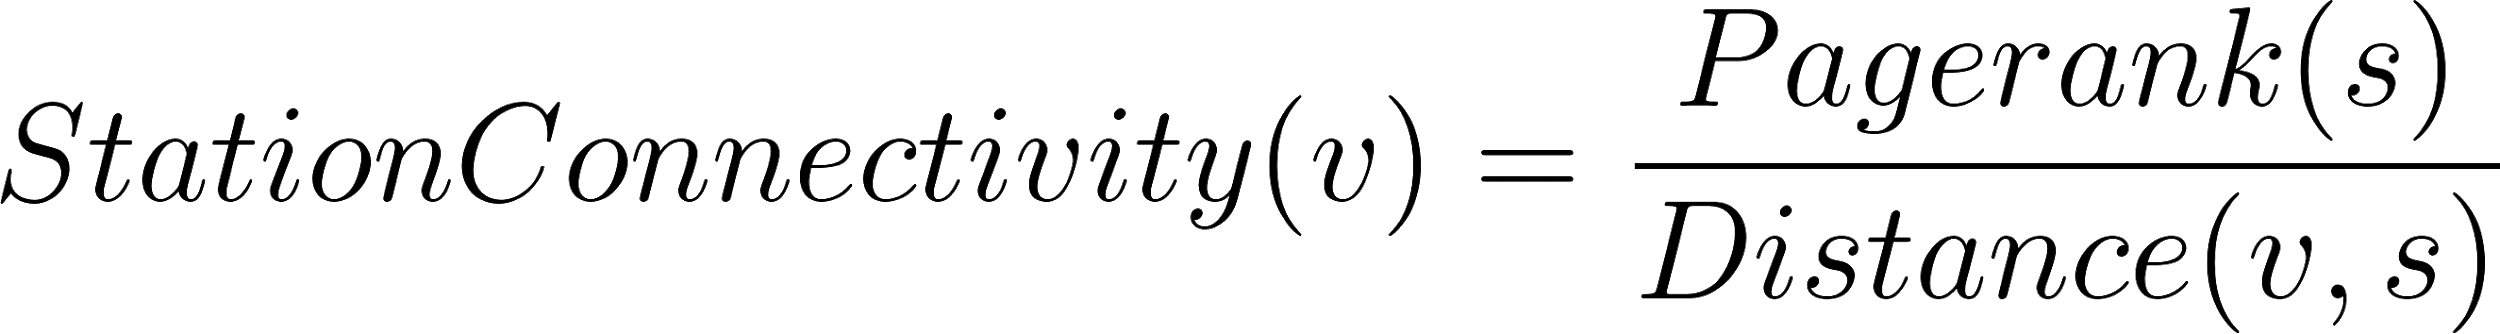 StationConnectivity(v) = Pagerank(s) / Distance(v, s)